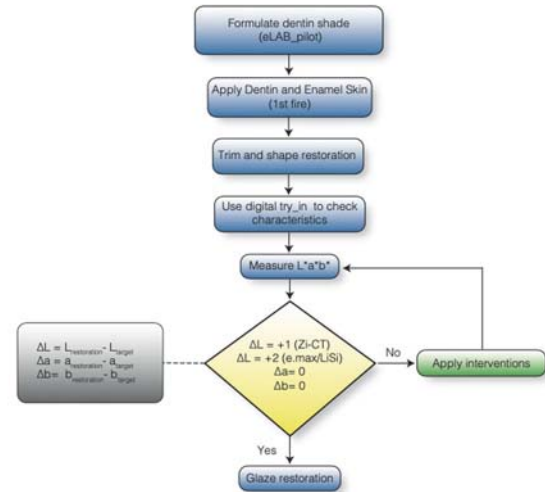 Formulate dentin shade
(eLAB_pilot)
Apply Dentin and Enamel Skin
(1st fire)
Trim and shape restoration
Use digital try_in to check
characteristics
Measure L*a*b*
ΔL = +1 (Zi-CT)
ΔL = +2 (e.max/LiSi)
Δa= 0
Δb= 0
ΔL = Lrestoration- Ltarget
Δa = arestoration- atarget
Δb= brestoration- btarget
No
Apply interventions
Yes
Glaze restoration